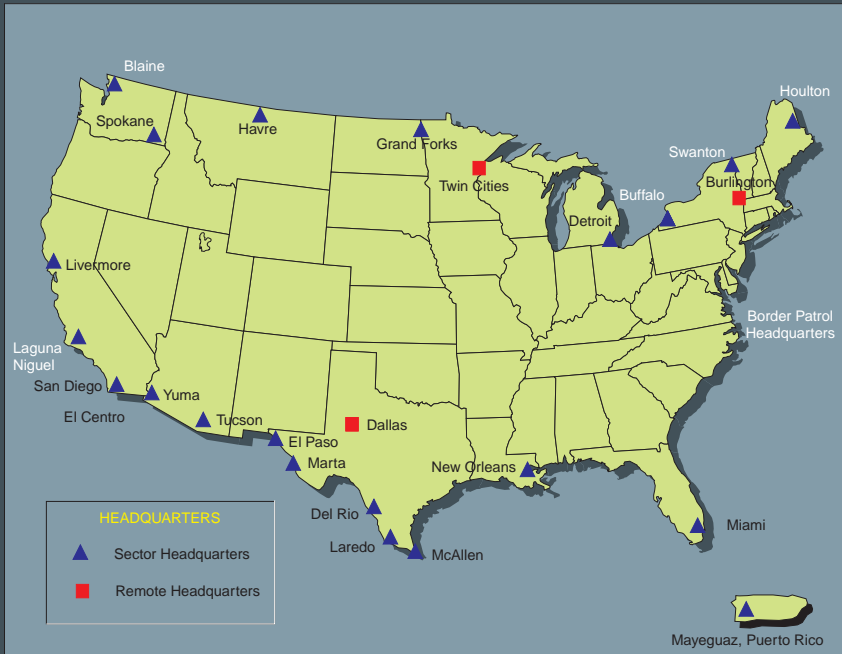 Blaine
Houlton
Spokane
Havre
Grand Forks
Swanton
Twin Cities
Burlington
Buffalo
Detroit
Livermore
Border Patrol
Headquarters
Laguna
Niguel
San Diego
Yuma
El Centro
Tucson
Dallas
El Paso
Marta
New Orleans
Del Rio
Miami
Laredo
McAllen
HEADQUARTERS
Sector Headquarters
Remote Headquarters
Mayeguaz, Puerto Rico